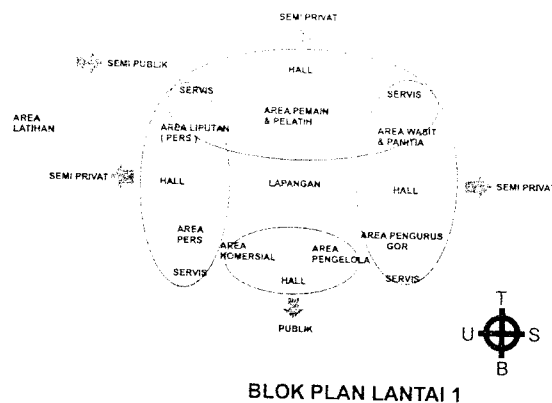 SEMI PRIVAT
SEMI PUBLIK
HALL
SERVIS
SERVIS
AREA PEMAIN
& PELATIH
AREA
LATIHAN
AREA LIPUTAN
( PERS )
AREA WASIT
& PANITIA
SEMI PRIVAT
HALL
LAPANGAN
HALL
SEMI PRIVAT
AREA
PERS
AREA PENGURUS
GOR
AREA
KOMERSIAL
AREA
PENGELOLA
SERVIS
HALL
SERVIS
PUBLIK
T
U
S
B
BLOK PLAN LANTAI 1